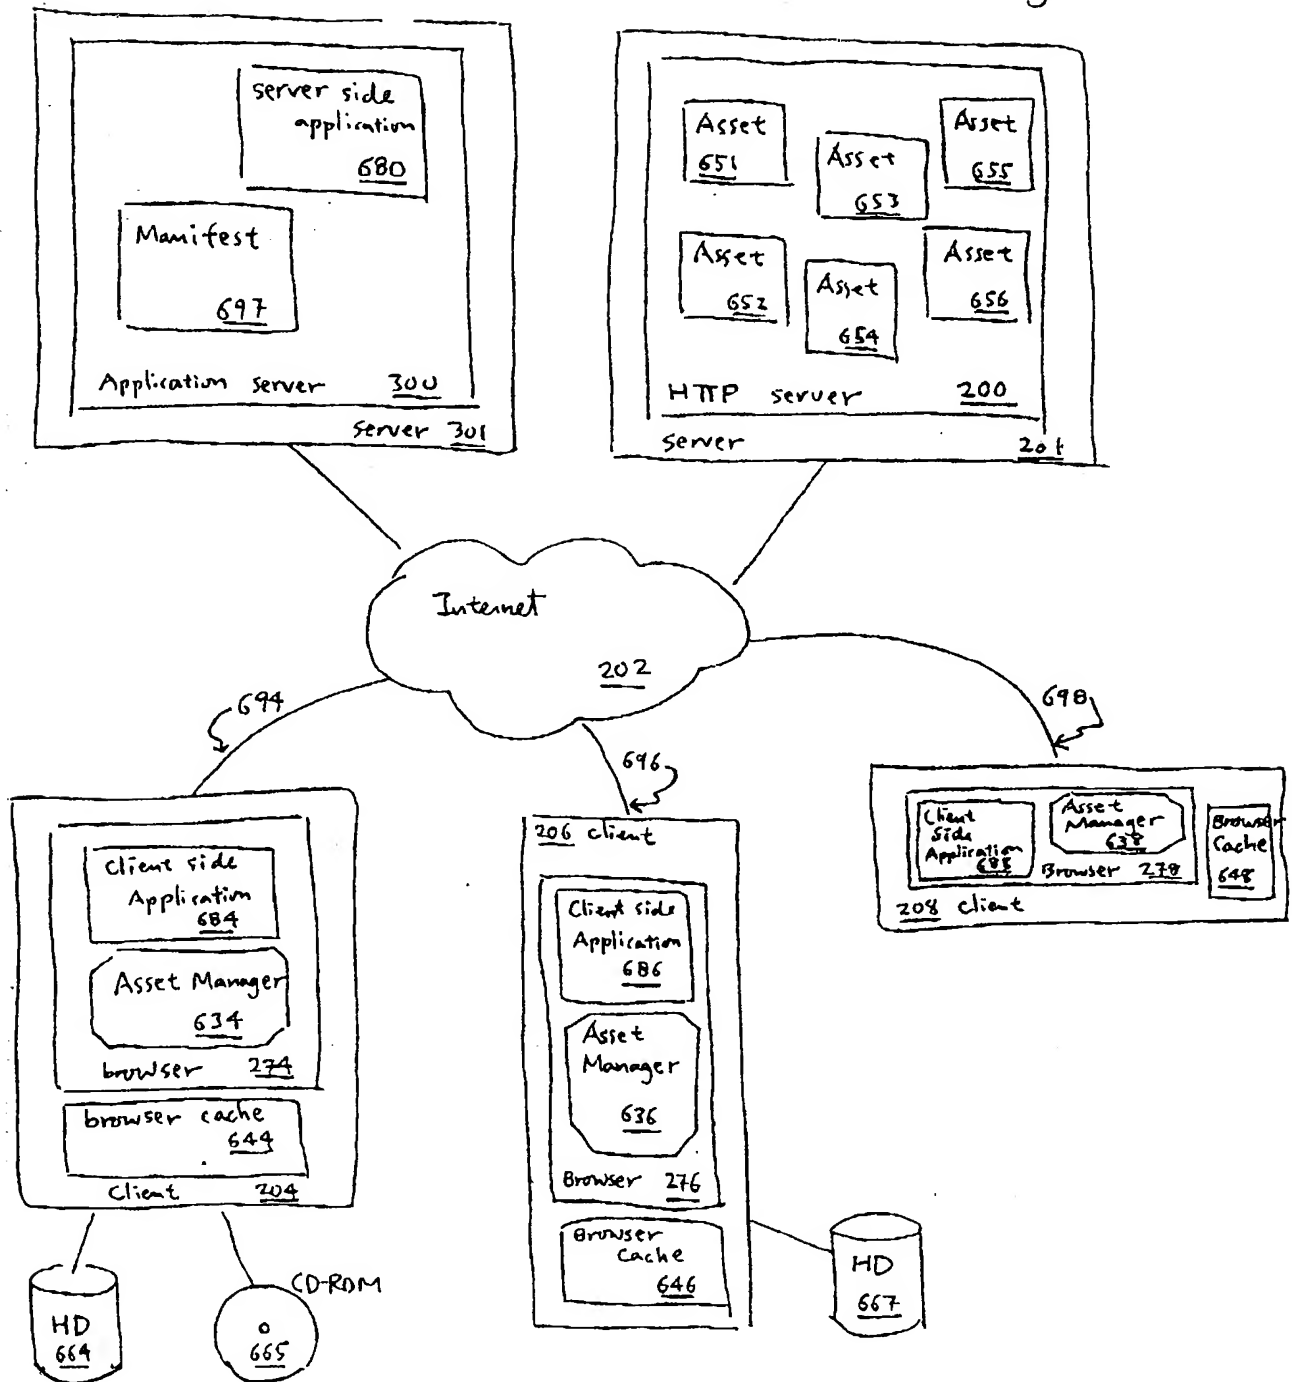 server side
application
680
Manifest
697
Application server 300
server 301
Asset
651
Asset
653
Asset
655
Asset
652
Asset
654
Asset
656
HTTP server 200
server 201
Internet
202
694
696
698
Client side
Application
684
Asset Manager
634
browser 274
browser cache
644
Client 204
HD
664
CD-ROM
665
206 Client
Client side
Application
686
Asset
Manager
636
Browser 276
Browser
Cache
646
HD
667
Client
Side
Application
688
Asset
Manager
638
Browser 278
Browser
Cache
648
208 Client